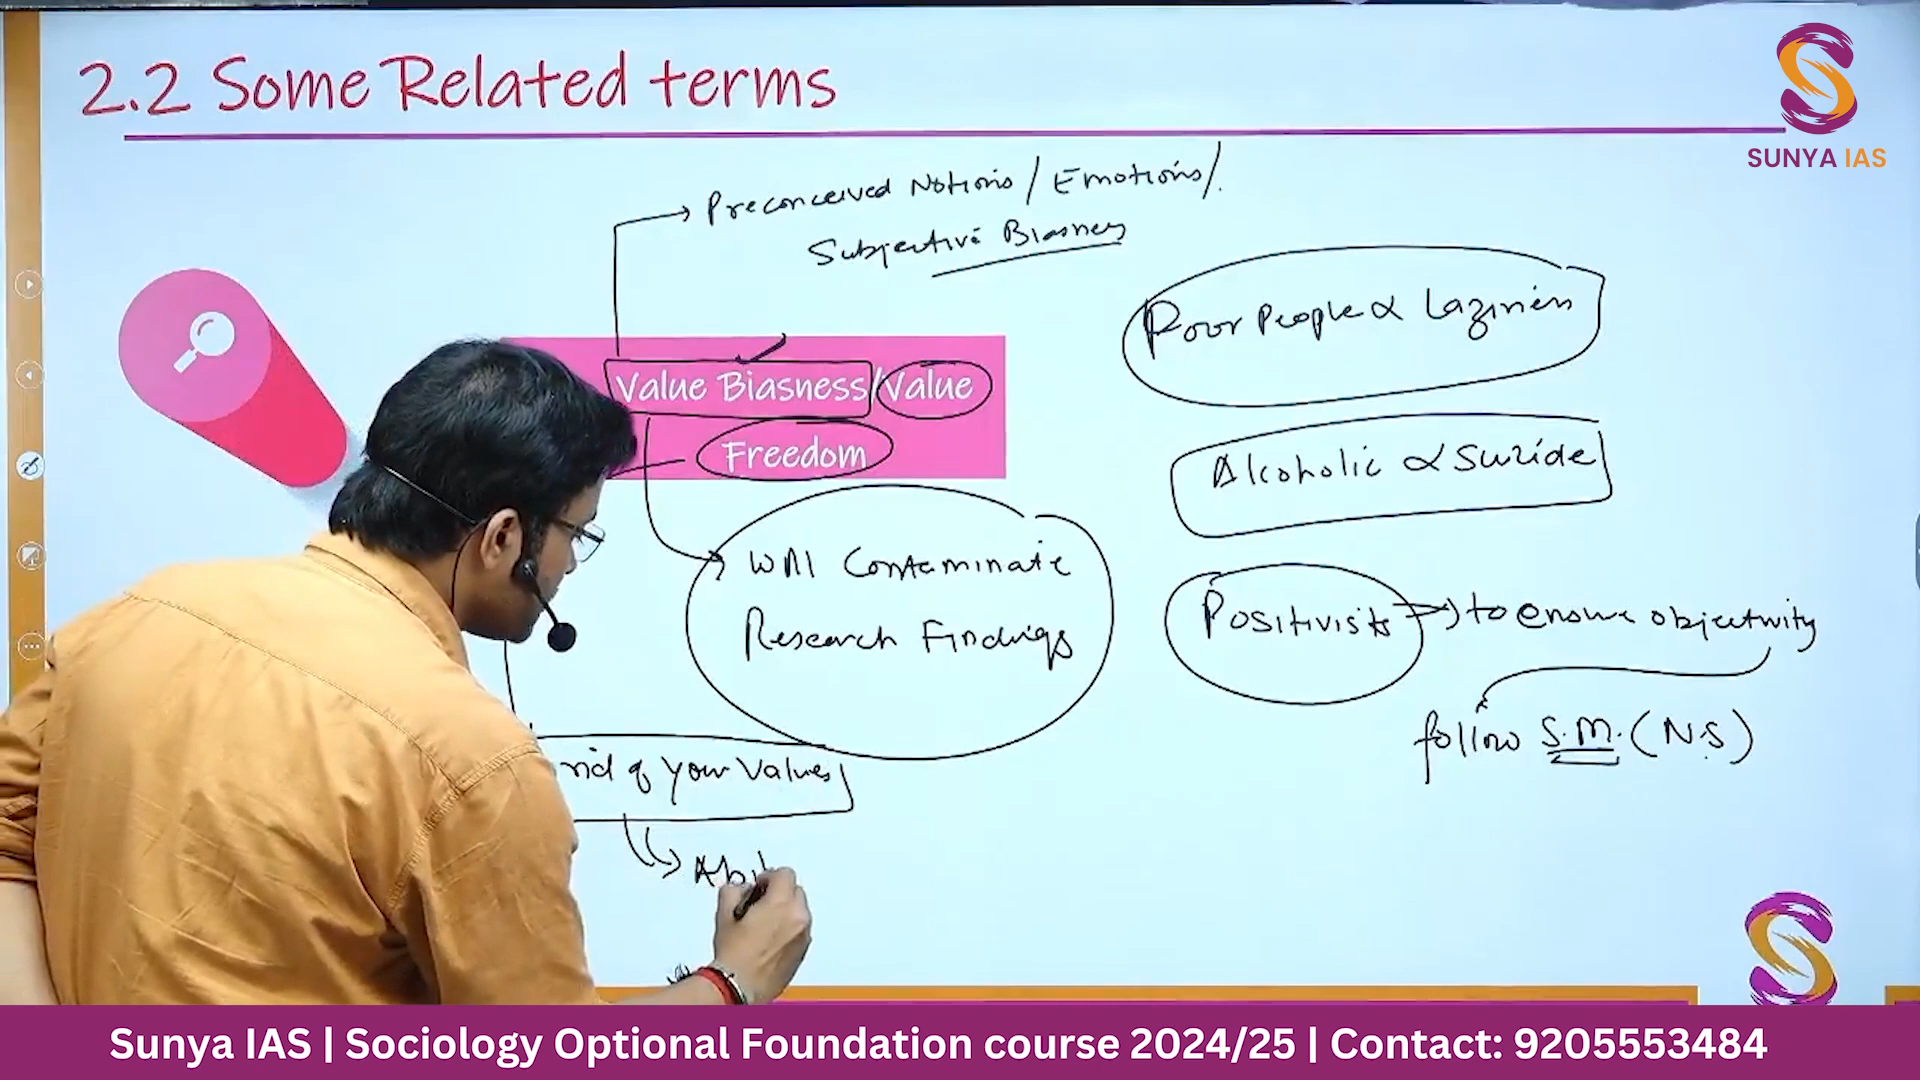 2.2 Some Related terms
SUNYA IAS
Preconceived Notions / Emotions /
Subjective Biasness
Poor People ∝ Laziness
Value Biasness/Value
Freedom
Alcoholic ∝ Suicide
Will Contaminate
Research Findings
Positivists → to ensure objectivity
follow S.M. (N.S)
rid of your Values
Sunya IAS | Sociology Optional Foundation course 2024/25 | Contact: 9205553484